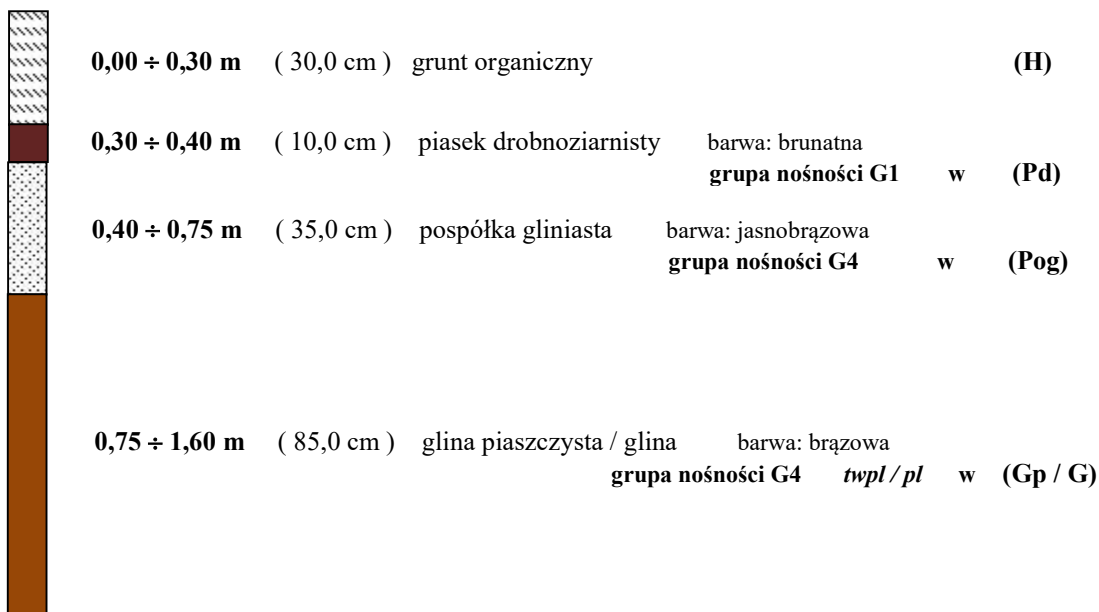 0,00 ÷ 0,30 m ( 30,0 cm ) grunt organiczny (H)
0,30 ÷ 0,40 m ( 10,0 cm ) piasek drobnoziarnisty barwa: brunatna
grupa nośności G1 w (Pd)
0,40 ÷ 0,75 m ( 35,0 cm ) pospółka gliniasta barwa: jasnobrązowa
grupa nośności G4 w (Pog)
0,75 ÷ 1,60 m ( 85,0 cm ) glina piaszczysta / glina barwa: brązowa
grupa nośności G4 twpl / pl w (Gp / G)